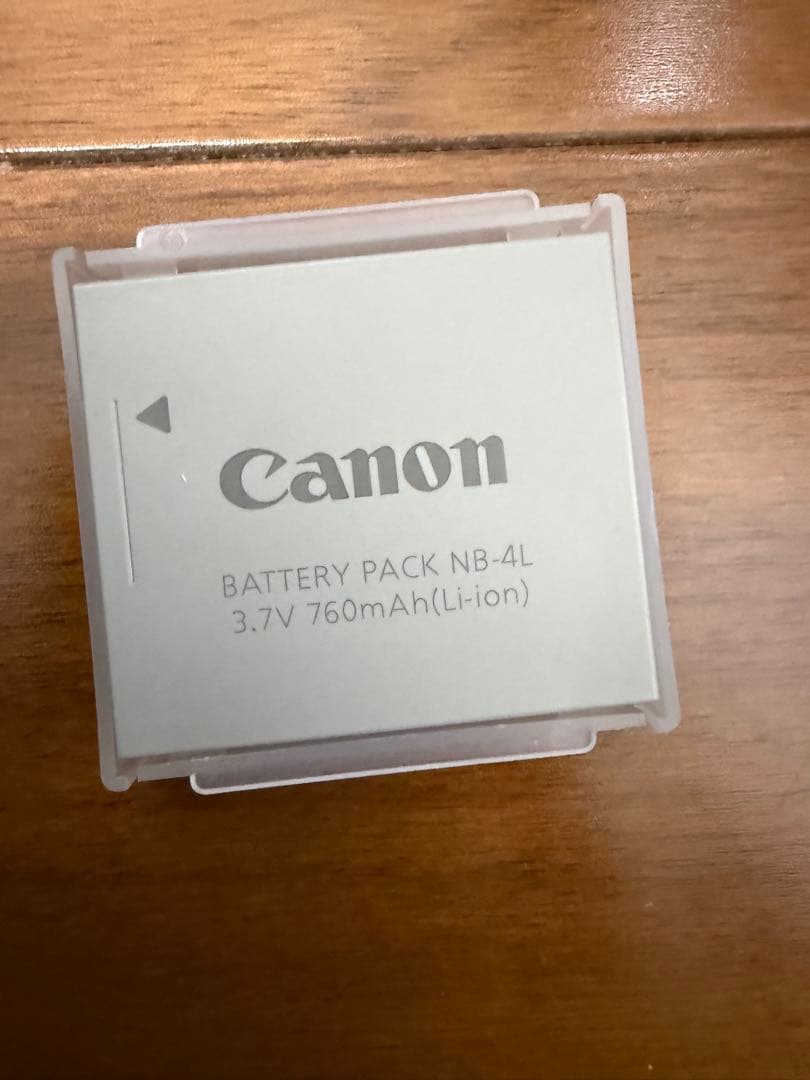 Canon
BATTERY PACK NB-4L
3.7V 760mAh(Li-ion)